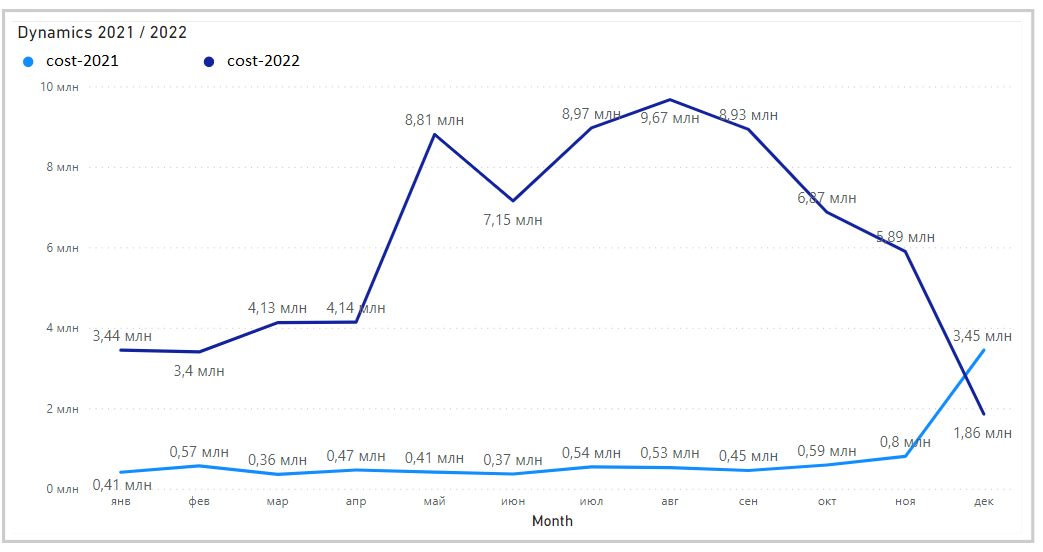 Dynamics 2021 / 2022
cost-2021 cost-2022
10 млн
8 млн
6 млн
4 млн
2 млн
0 млн
3,44 млн
3,4 млн
4,13 млн
4,14 млн
8,81 млн
7,15 млн
8,97 млн
9,67 млн
8,93 млн
6,87 млн
5,89 млн
1,86 млн
0,41 млн
0,57 млн
0,36 млн
0,47 млн
0,41 млн
0,37 млн
0,54 млн
0,53 млн
0,45 млн
0,59 млн
0,8 млн
3,45 млн
янв фев мар апр май июн июл авг сен окт ноя дек
Month